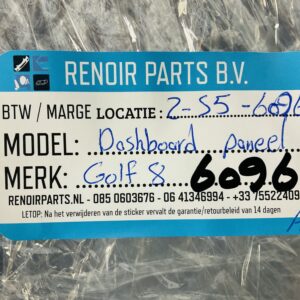 RENOIR PARTS B.V.
BTW / MARGE LOCATIE: 2-S5-6096
MODEL: Dashboard paneel
MERK: Golf 8 6096
RENOIRPARTS.NL - 085 0603676 - 06 41346994 - +33 75522409
LETOP: Na het verwijderen van de sticker vervalt de garantie/retourbeleid van 14 dagen